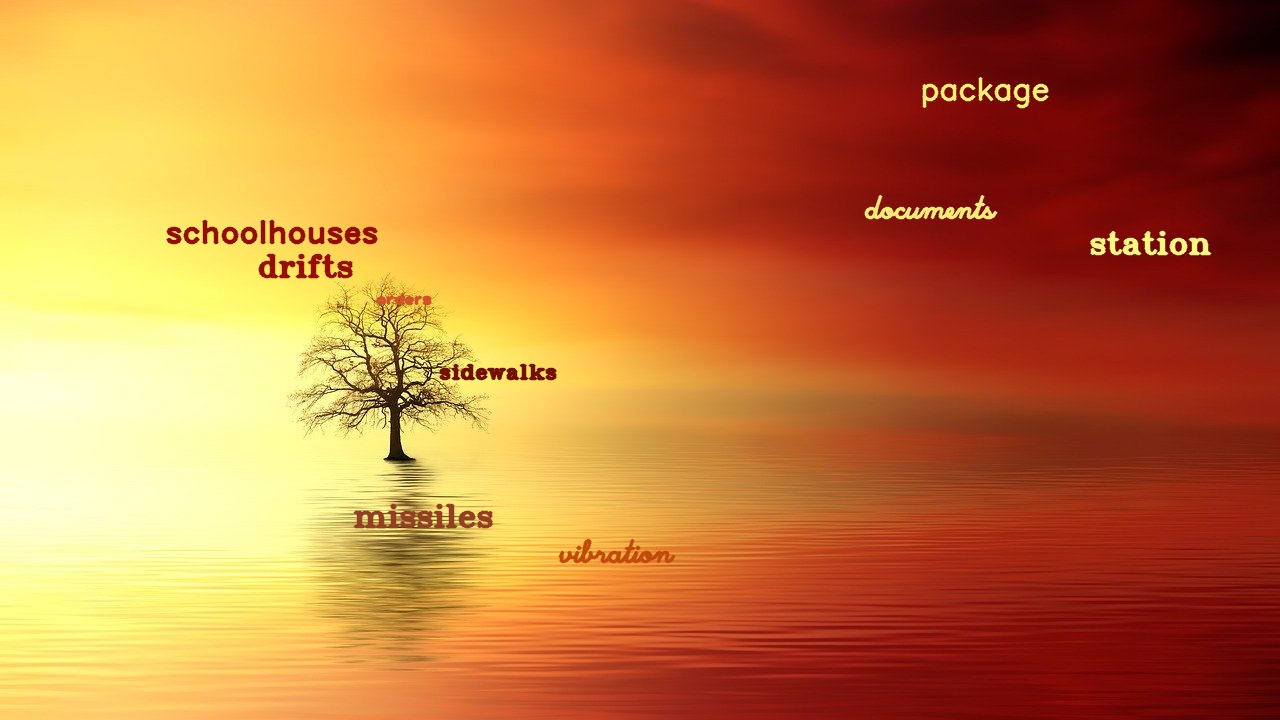 package
documents
schoolhouses
station
drifts
orders
sidewalks
missiles
vibration